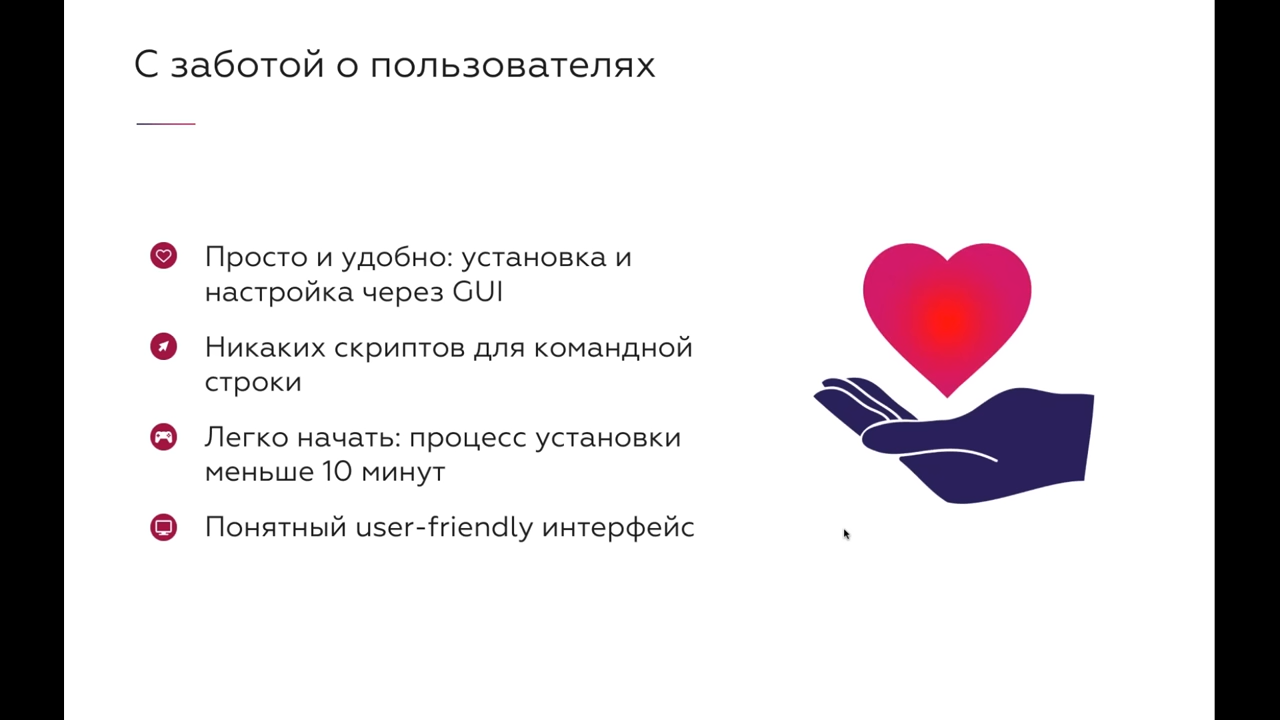 С заботой о пользователях
Просто и удобно: установка и
настройка через GUI
Никаких скриптов для командной
строки
Легко начать: процесс установки
меньше 10 минут
Понятный user-friendly интерфейс